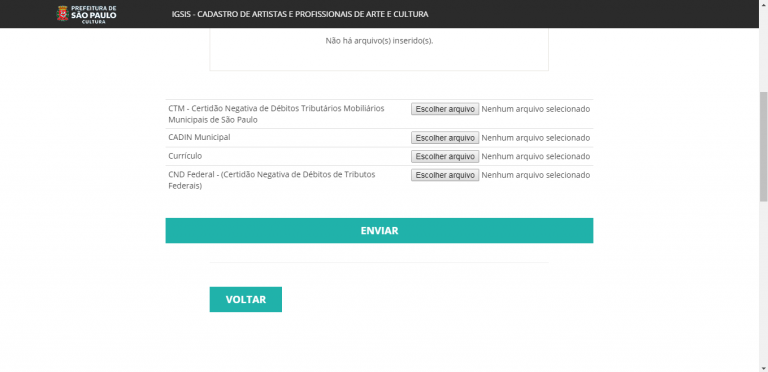 PREFEITURA DE
SÃO PAULO
CULTURA
IGSIS - CADASTRO DE ARTISTAS E PROFISSIONAIS DE ARTE E CULTURA
Não há arquivo(s) inserido(s).
CTM - Certidão Negativa de Débitos Tributários Mobiliários
Municipais de São Paulo
Escolher arquivo Nenhum arquivo selecionado
CADIN Municipal
Escolher arquivo Nenhum arquivo selecionado
Currículo
Escolher arquivo Nenhum arquivo selecionado
CND Federal - (Certidão Negativa de Débitos de Tributos
Federais)
Escolher arquivo Nenhum arquivo selecionado
ENVIAR
VOLTAR